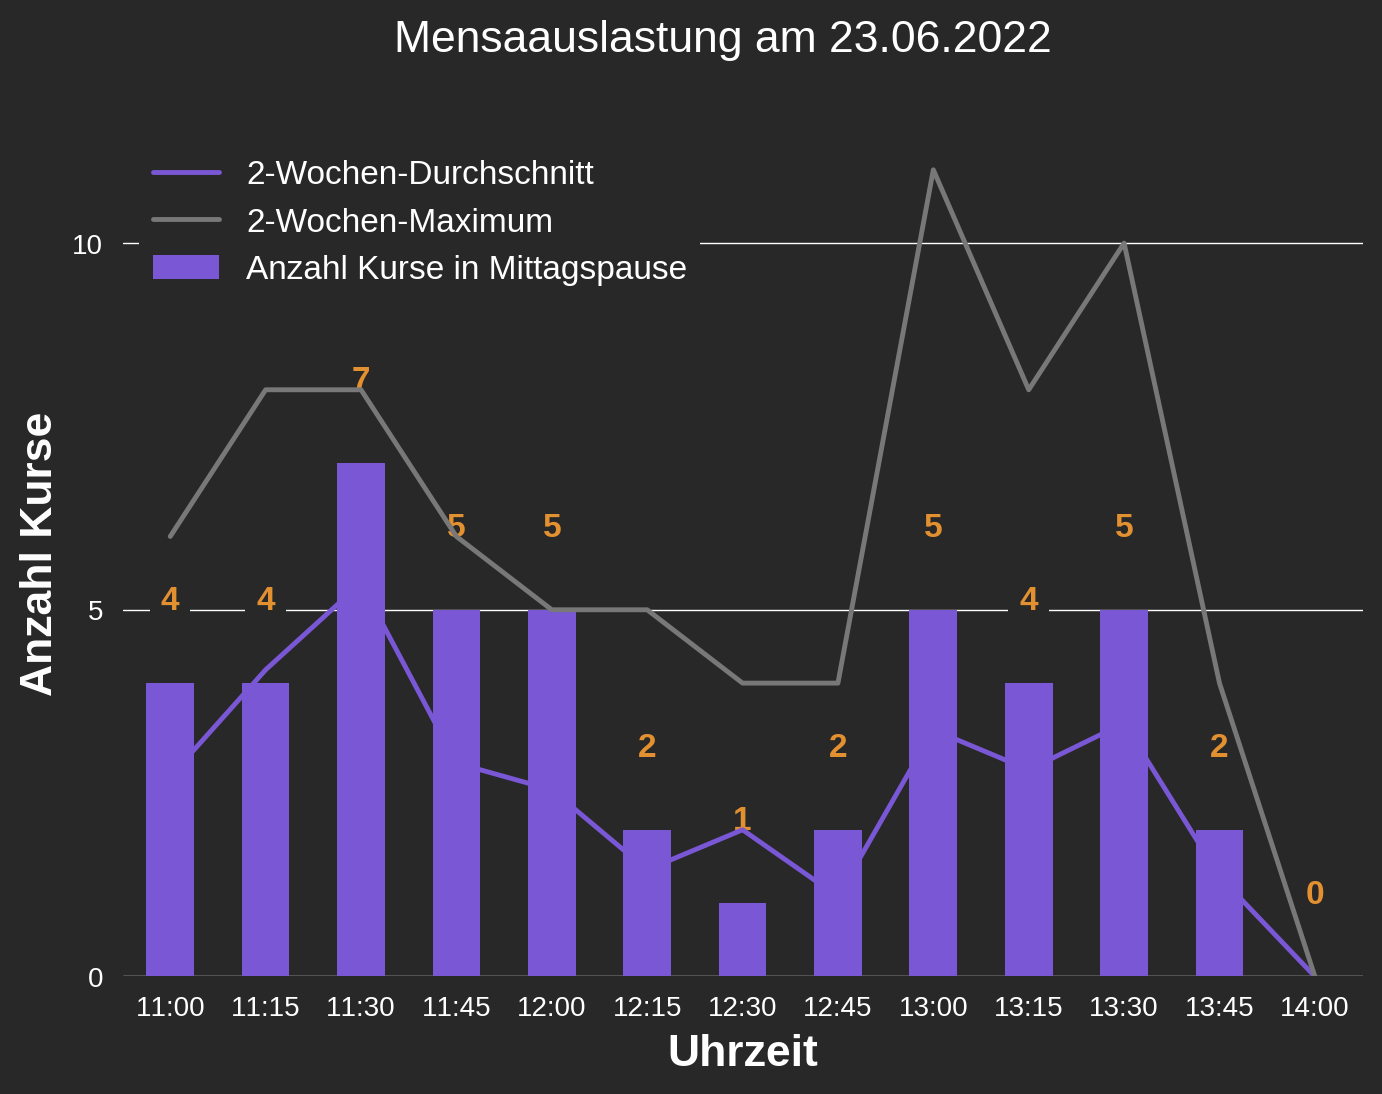 Mensaauslastung am 23.06.2022
2-Wochen-Durchschnitt
2-Wochen-Maximum
Anzahl Kurse in Mittagspause
10
5
0
Anzahl Kurse
4
4
7
5
5
2
1
2
5
4
5
2
0
11:00 11:15 11:30 11:45 12:00 12:15 12:30 12:45 13:00 13:15 13:30 13:45 14:00
Uhrzeit